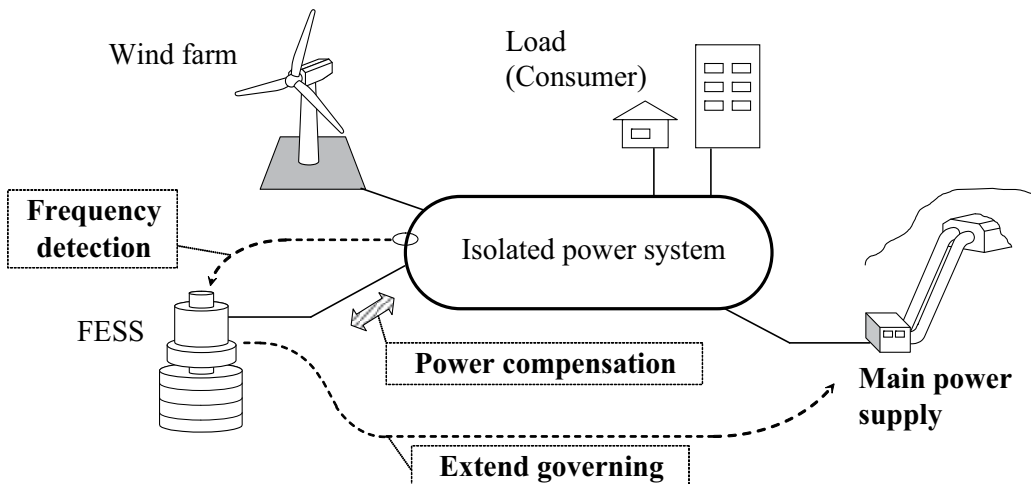 Wind farm
Load
(Consumer)
Frequency
detection
Isolated power system
FESS
Power compensation
Main power
supply
Extend governing